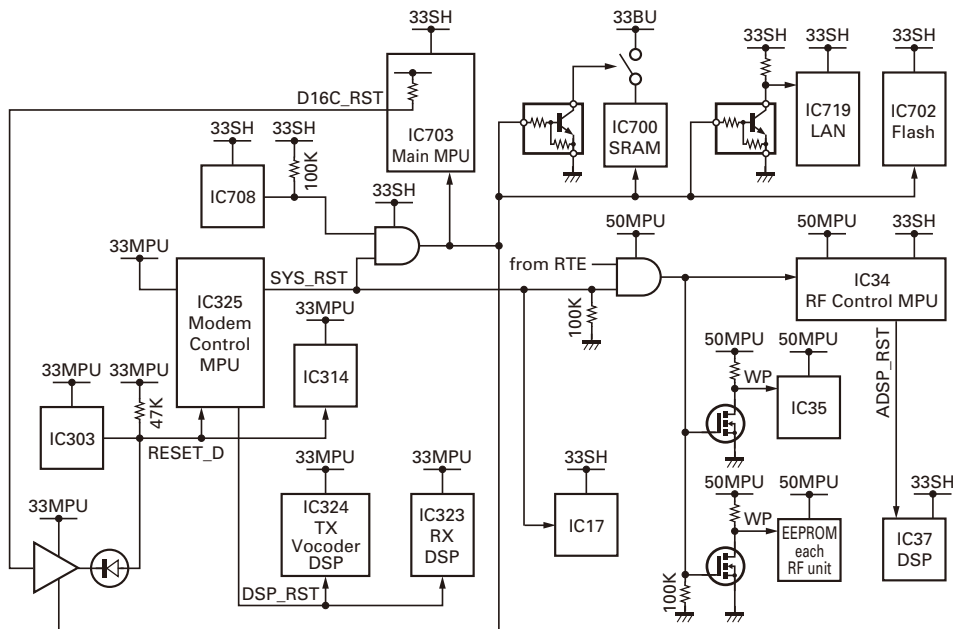 33SH
33BU
33SH
33SH
33SH
D16C_RST
IC703
Main MPU
IC700
SRAM
IC719
LAN
IC702
Flash
33SH
33SH
100K
IC708
33SH
33MPU
SYS_RST
from RTE
50MPU
50MPU
33SH
IC325
Modem
Control
MPU
IC34
RF Control MPU
33MPU
IC314
100K
ADSP_RST
33MPU
33MPU
47K
IC303
RESET_D
50MPU
50MPU
WP
IC35
33MPU
33MPU
33MPU
33SH
IC324
TX
Vocoder
DSP
IC323
RX
DSP
IC17
DSP_RST
50MPU
50MPU
WP
EEPROM
each
RF unit
100K
33SH
IC37
DSP